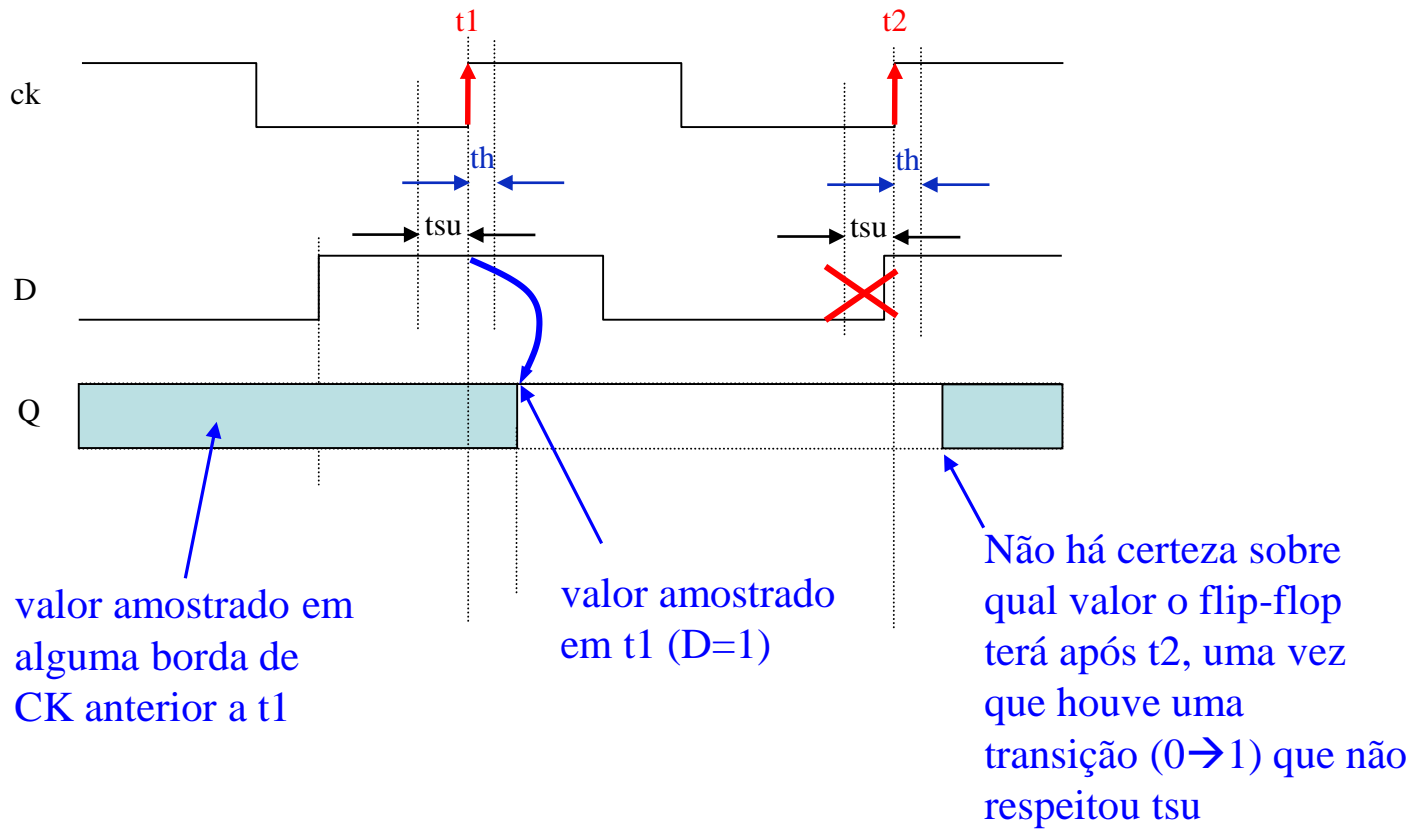 t1
t2
ck
th
th
tsu
tsu
D
Q
valor amostrado em
alguma borda de
CK anterior a t1
valor amostrado
em t1 (D=1)
Não há certeza sobre
qual valor o flip-flop
terá após t2, uma vez
que houve uma
transição (0→1) que não
respeitou tsu